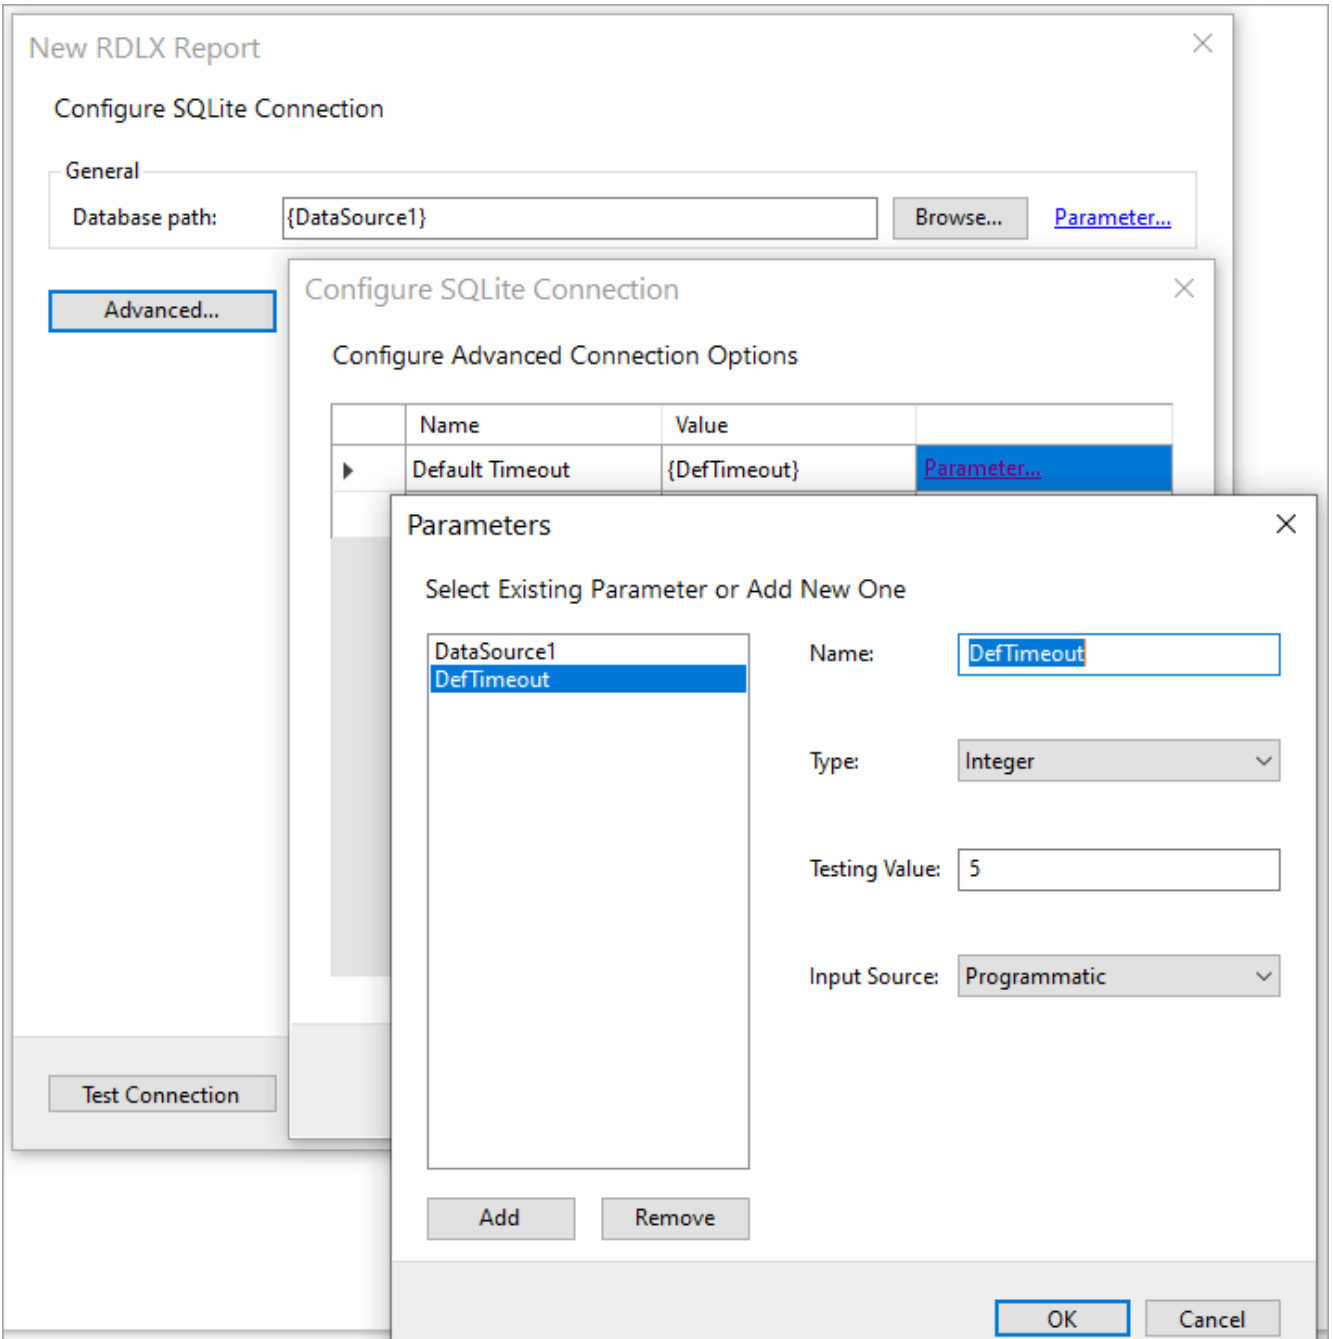 New RDLX Report
Configure SQLite Connection
General
Database path: {DataSource1} Browse... Parameter...
Advanced...
Configure SQLite Connection
Configure Advanced Connection Options
Name Value
Default Timeout {DefTimeout} Parameter...
Parameters
Select Existing Parameter or Add New One
DataSource1
DefTimeout
Name: DefTimeout
Type: Integer
Testing Value: 5
Input Source: Programmatic
Test Connection
Add Remove
OK Cancel